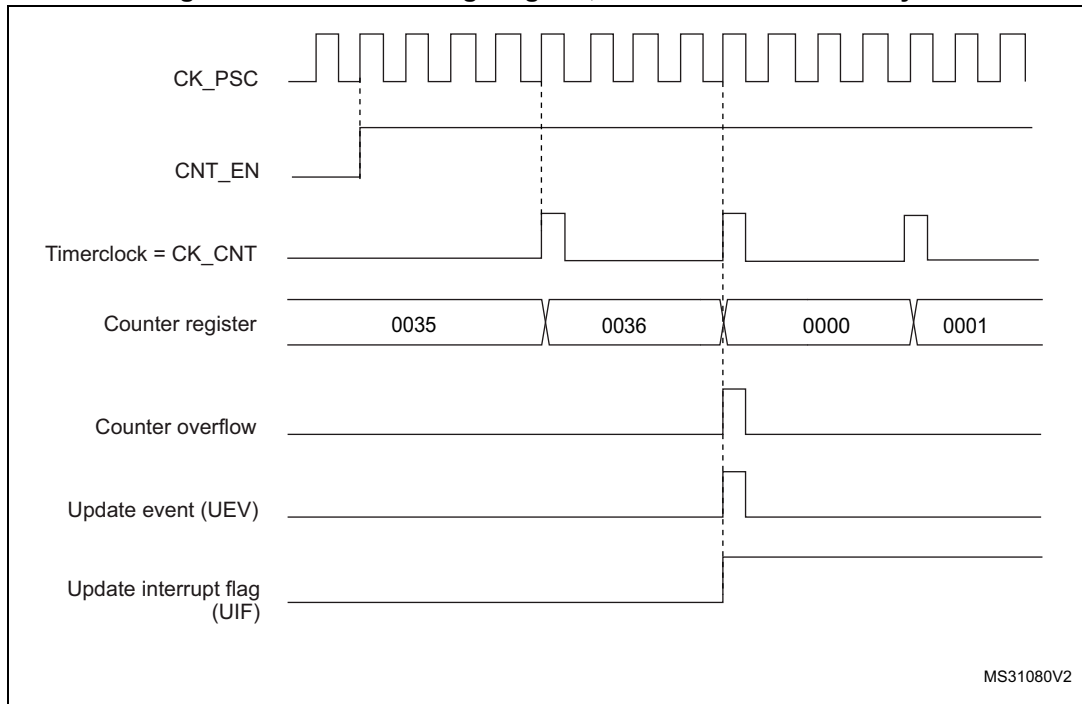 CK_PSC
CNT_EN
Timerclock = CK_CNT
Counter register 0035 0036 0000 0001
Counter overflow
Update event (UEV)
Update interrupt flag
(UIF)
MS31080V2